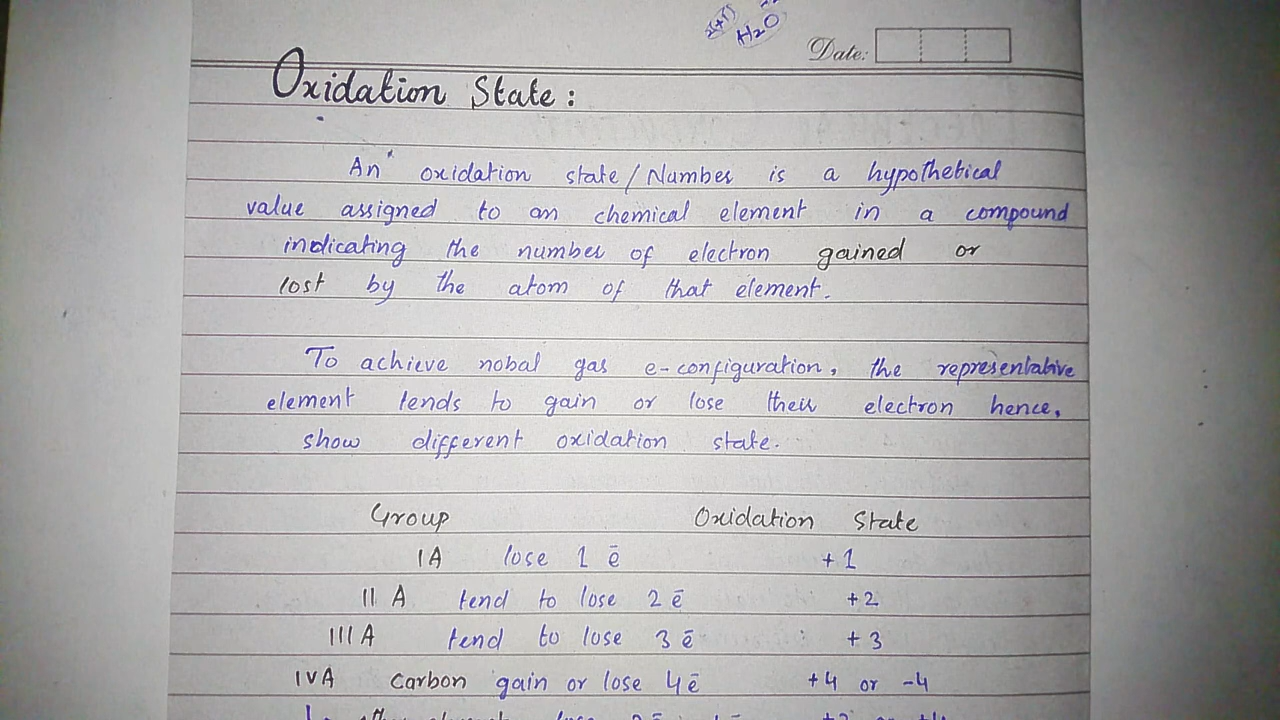 2(+1)
H2O
Date:
Oxidation State:
An oxidation state/Number is a hypothetical
value assigned to an chemical element in a compound
indicating the number of electron gained or
lost by the atom of that element.
To achieve nobal gas e-configuration, the representative
element tends to gain or lose their electron hence,
show different oxidation state.
Group Oxidation State
IA lose 1 ē +1
II A tend to lose 2 ē +2
III A tend to lose 3 ē +3
IVA carbon gain or lose 4 ē +4 or -4